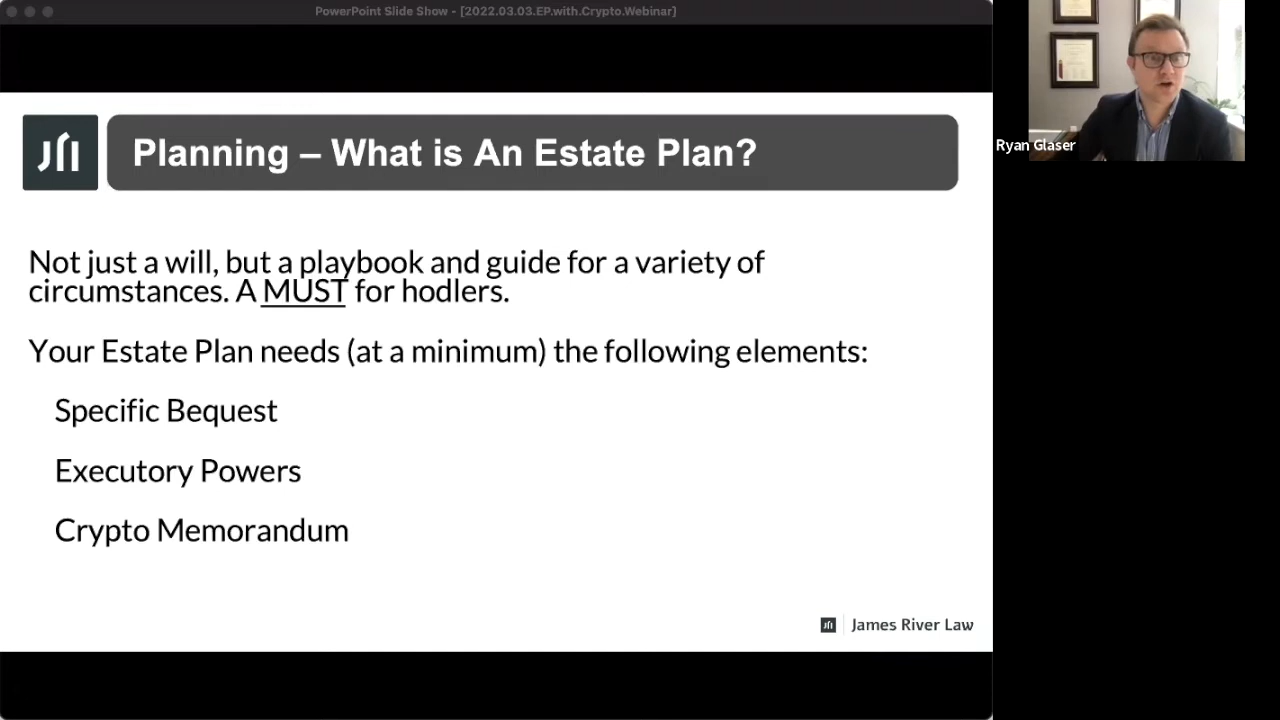 PowerPoint Slide Show - [2022.03.03.EP.with.Crypto.Webinar]
Planning – What is An Estate Plan?
Not just a will, but a playbook and guide for a variety of
circumstances. A MUST for hodlers.
Your Estate Plan needs (at a minimum) the following elements:
Specific Bequest
Executory Powers
Crypto Memorandum
James River Law
Ryan Glaser